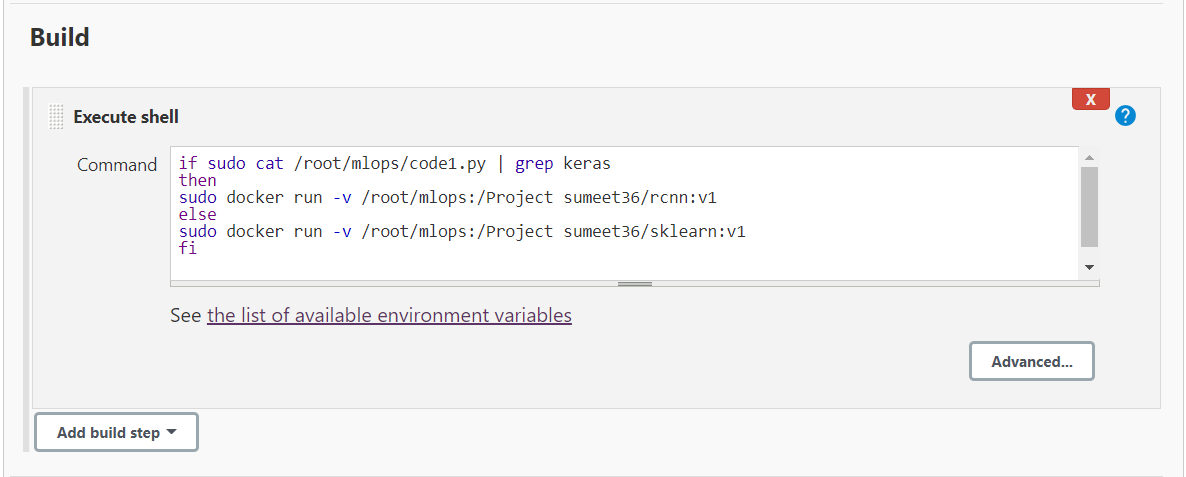 Build
Execute shell
X
?
Command
if sudo cat /root/mlops/code1.py | grep keras
then
sudo docker run -v /root/mlops:/Project sumeet36/rcnn:v1
else
sudo docker run -v /root/mlops:/Project sumeet36/sklearn:v1
fi
See the list of available environment variables
Advanced...
Add build step